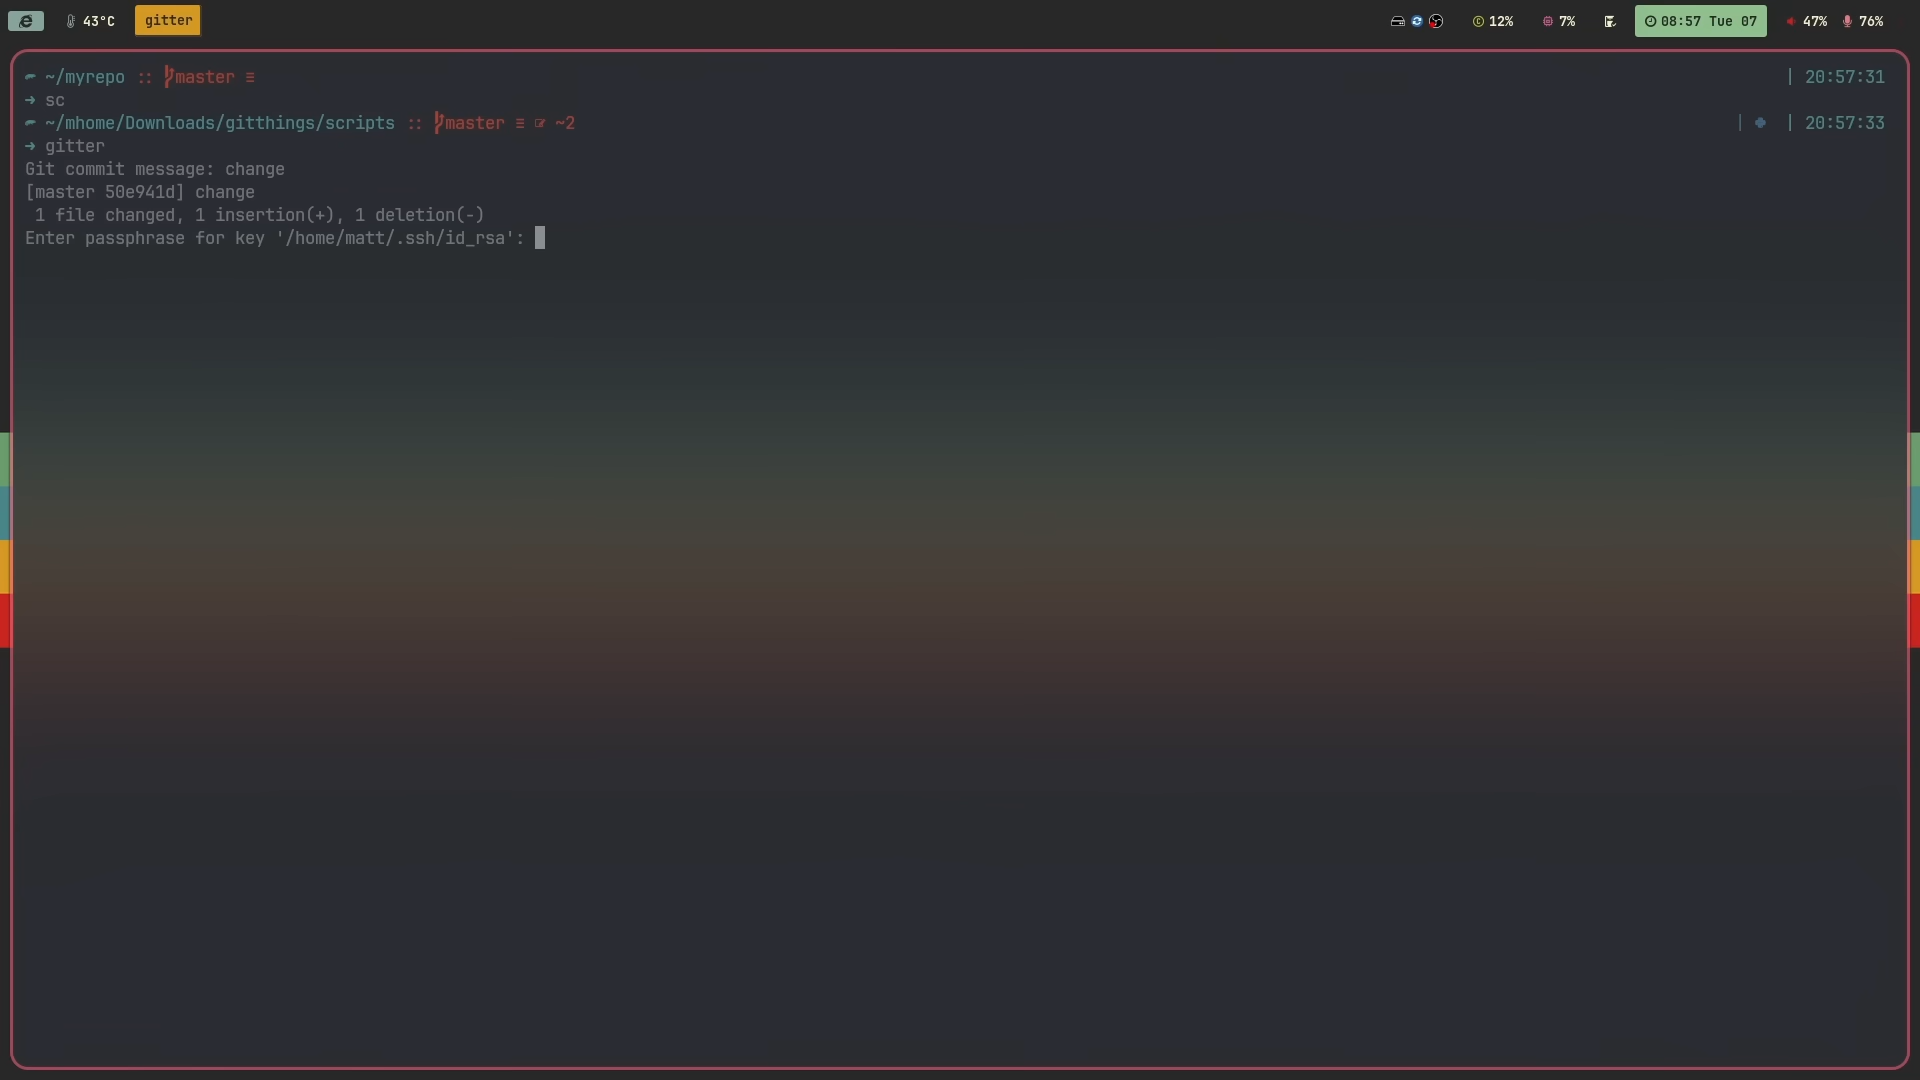 43°C gitter 12% 7% 08:57 Tue 07 47% 76%
~/myrepo :: master ≡ | 20:57:31
→ sc
~/mhome/Downloads/gitthings/scripts :: master ≡ ~2 | | 20:57:33
→ gitter
Git commit message: change
[master 50e941d] change
1 file changed, 1 insertion(+), 1 deletion(-)
Enter passphrase for key '/home/matt/.ssh/id_rsa':